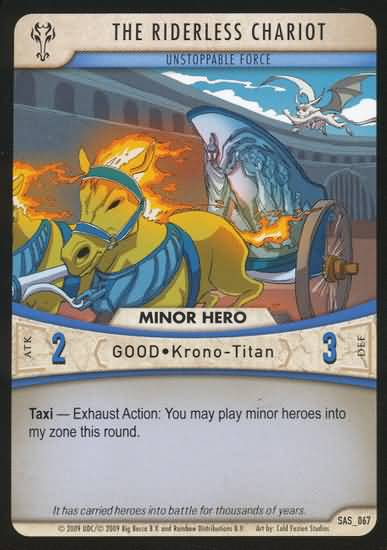 THE RIDERLESS CHARIOT
UNSTOPPABLE FORCE
MINOR HERO
ATK
2
GOOD•Krono-Titan
3
DEF
Taxi — Exhaust Action: You may play minor heroes into
my zone this round.
It has carried heroes into battle for thousands of years.
SAS_067
© 2009 UDC/© 2009 Big Bocca B.V. and Rainbow Distributions B.V. Art by: Cold Fusion Studios